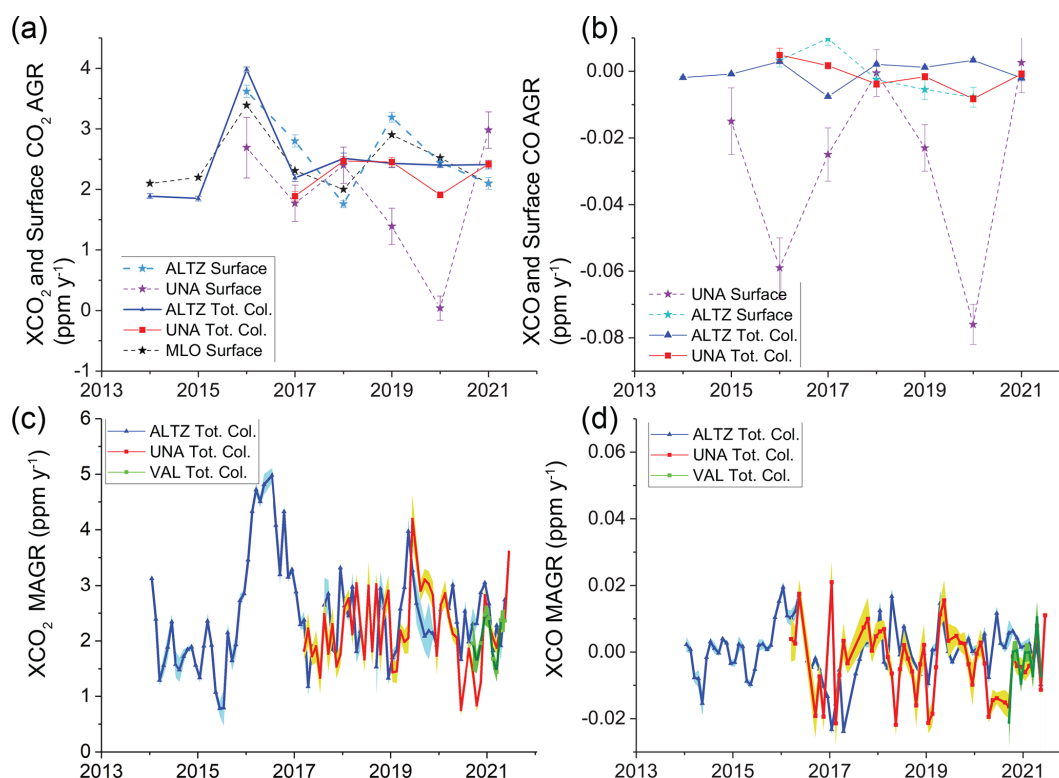 (a)
XCO₂ and Surface CO₂ AGR
(ppm y⁻¹)
4
3
2
1
0
-1
2013
2015
2017
2019
2021
ALTZ Surface
UNA Surface
ALTZ Tot. Col.
UNA Tot. Col.
MLO Surface
(b)
XCO and Surface CO AGR
(ppm y⁻¹)
0.00
-0.02
-0.04
-0.06
-0.08
2013
2015
2017
2019
2021
UNA Surface
ALTZ Surface
ALTZ Tot. Col.
UNA Tot. Col.
(c)
XCO₂ MAGR (ppm y⁻¹)
6
5
4
3
2
1
0
2013
2015
2017
2019
2021
ALTZ Tot. Col.
UNA Tot. Col.
VAL Tot. Col.
(d)
XCO MAGR (ppm y⁻¹)
0.06
0.04
0.02
0.00
-0.02
2013
2015
2017
2019
2021
ALTZ Tot. Col.
UNA Tot. Col.
VAL Tot. Col.